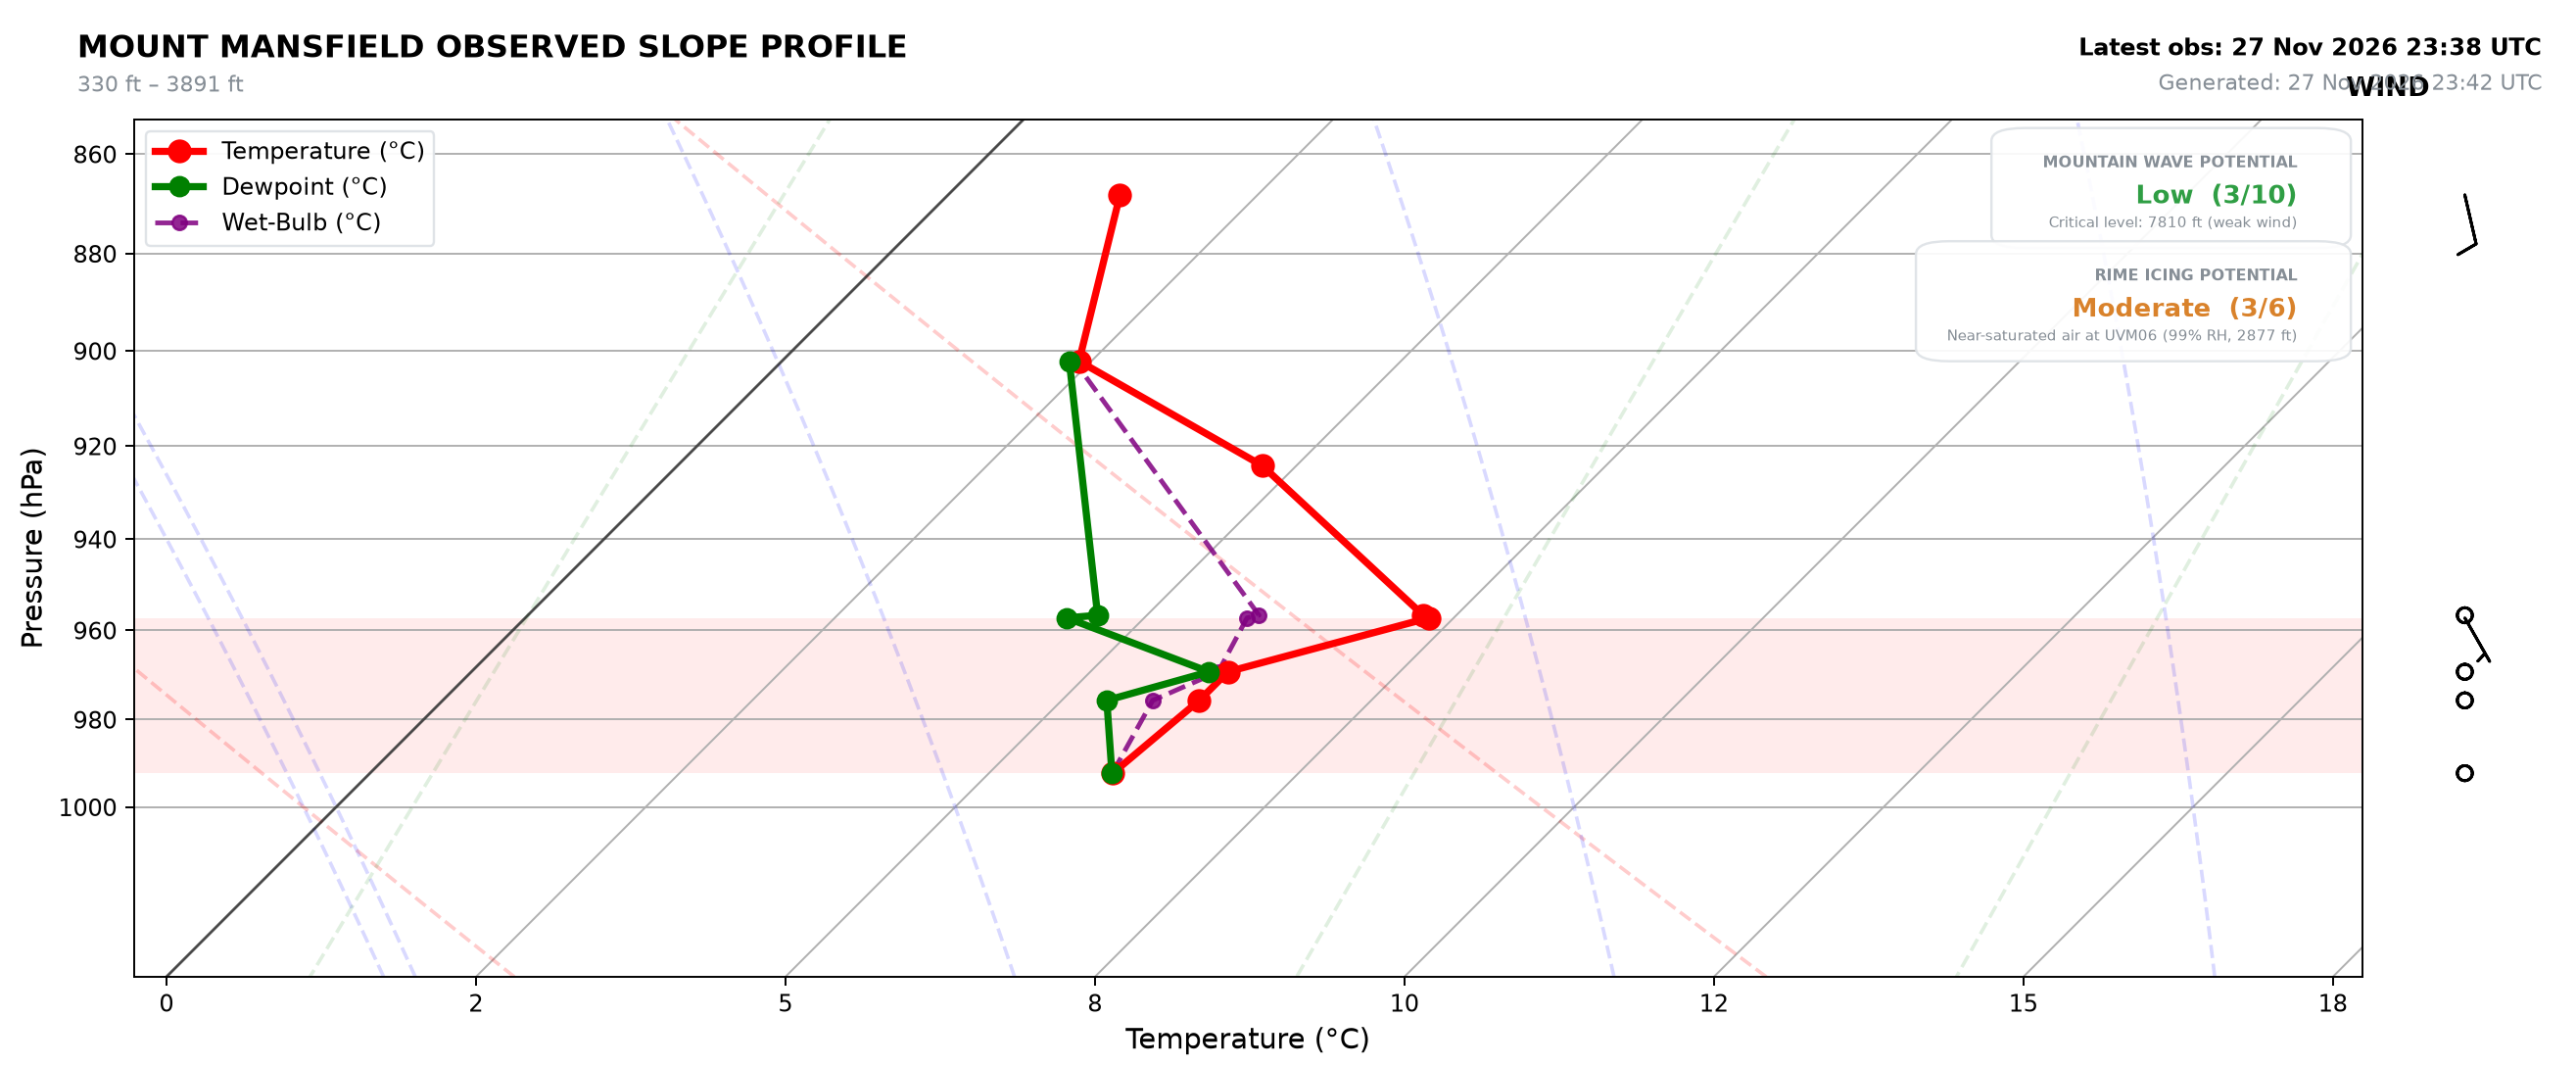 MOUNT MANSFIELD OBSERVED SLOPE PROFILE
330 ft – 3891 ft
Latest obs: 27 Nov 2026 23:38 UTC
Generated: 27 Nov 2026 23:42 UTC
WIND
Temperature (°C)
Dewpoint (°C)
Wet-Bulb (°C)
MOUNTAIN WAVE POTENTIAL
Low (3/10)
Critical level: 7810 ft (weak wind)
RIME ICING POTENTIAL
Moderate (3/6)
Near-saturated air at UVM06 (99% RH, 2877 ft)
Pressure (hPa)
860
880
900
920
940
960
980
1000
0 2 5 8 10 12 15 18
Temperature (°C)